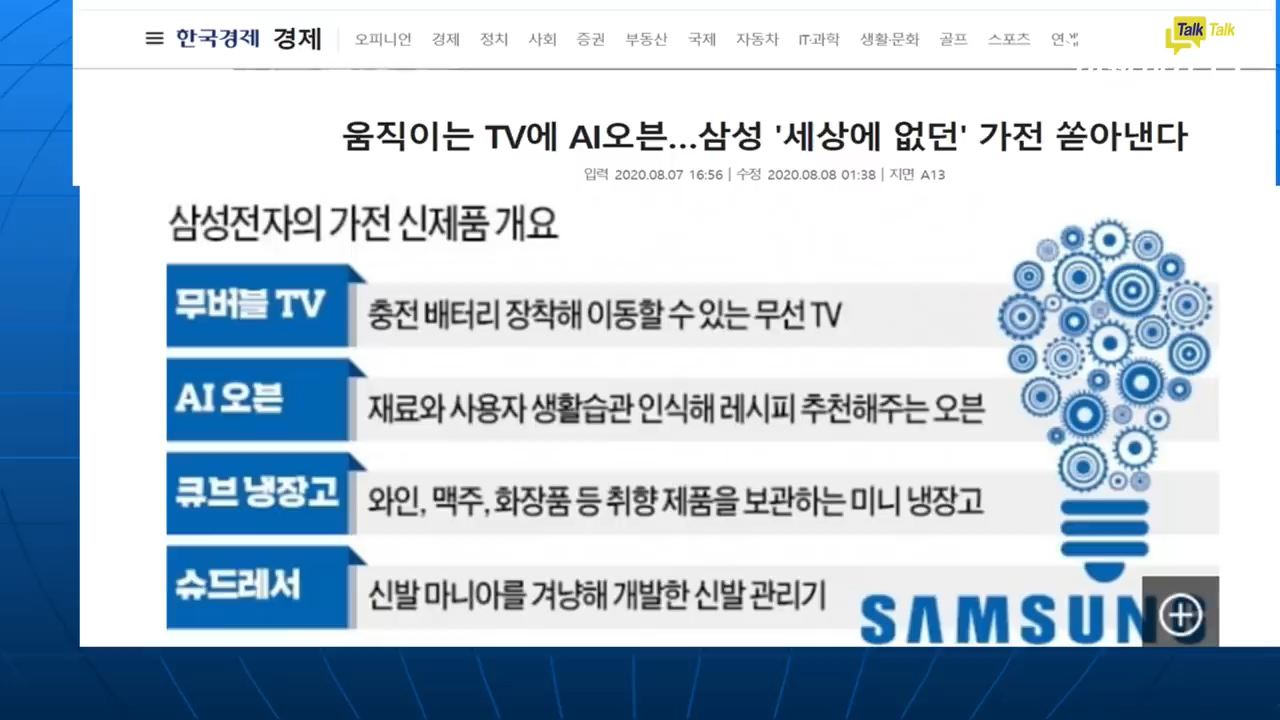 한국경제 경제 오피니언 경제 정치 사회 증권 부동산 국제 자동차 IT·과학 생활·문화 골프 스포츠
Talk Talk
움직이는 TV에 AI오븐...삼성 '세상에 없던' 가전 쏟아낸다
입력 2020.08.07 16:56 | 수정 2020.08.08 01:38 | 지면 A13
삼성전자의 가전 신제품 개요
무버블 TV
충전 배터리 장착해 이동할 수 있는 무선 TV
AI 오븐
재료와 사용자 생활습관 인식해 레시피 추천해주는 오븐
큐브 냉장고
와인, 맥주, 화장품 등 취향 제품을 보관하는 미니 냉장고
슈드레서
신발 마니아를 겨냥해 개발한 신발 관리기
SAMSUNG